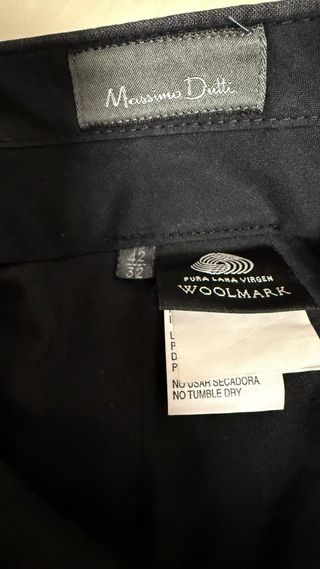 Massimo Dutti
42
32
PURA LANA VIRGEN
WOOLMARK
L
P
D
P
NO USAR SECADORA
NO TUMBLE DRY